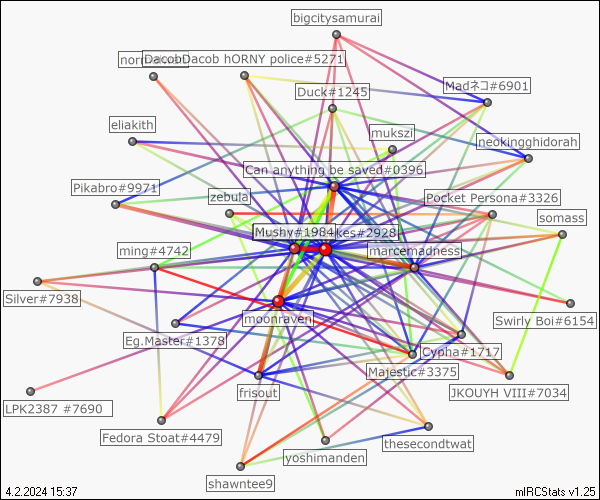 bigcitysamurai
DacobDacob hORNY police#5271
Madネコ#6901
Duck#1245
eliakith
mukszil
neokingghidorah
Can anything be saved#0396
Pikabro#9971
zebula
Pocket Persona#3326
somass
Mushy#1984
kes#2928
ming#4742
marcemadness
Silver#7938
moonraven
Swirly Boi#6154
Eg.Master#1378
Cypha#1717
Majestic#3375
frisout
JKOUYH VIII#7034
LPK2387 #7690
Fedora Stoat#4479
thesecondtwat
yoshimanden
shawntee9
4.2.2024 15:37
mIRCStats v1.25